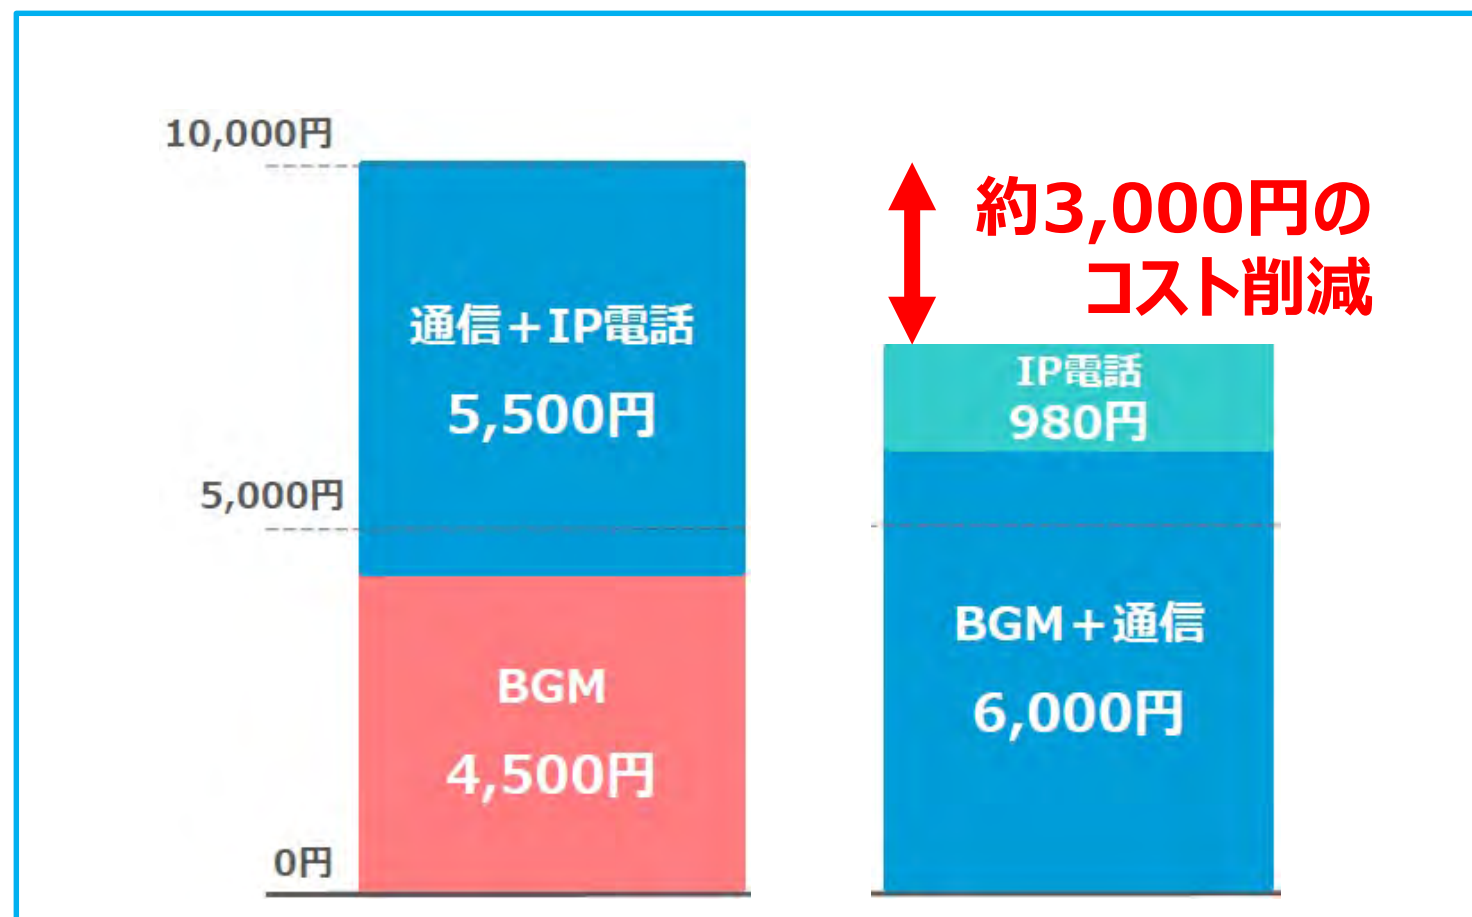 10,000円
通信＋IP電話
5,500円
5,000円
BGM
4,500円
0円
約3,000円の
コスト削減
IP電話
980円
BGM＋通信
6,000円